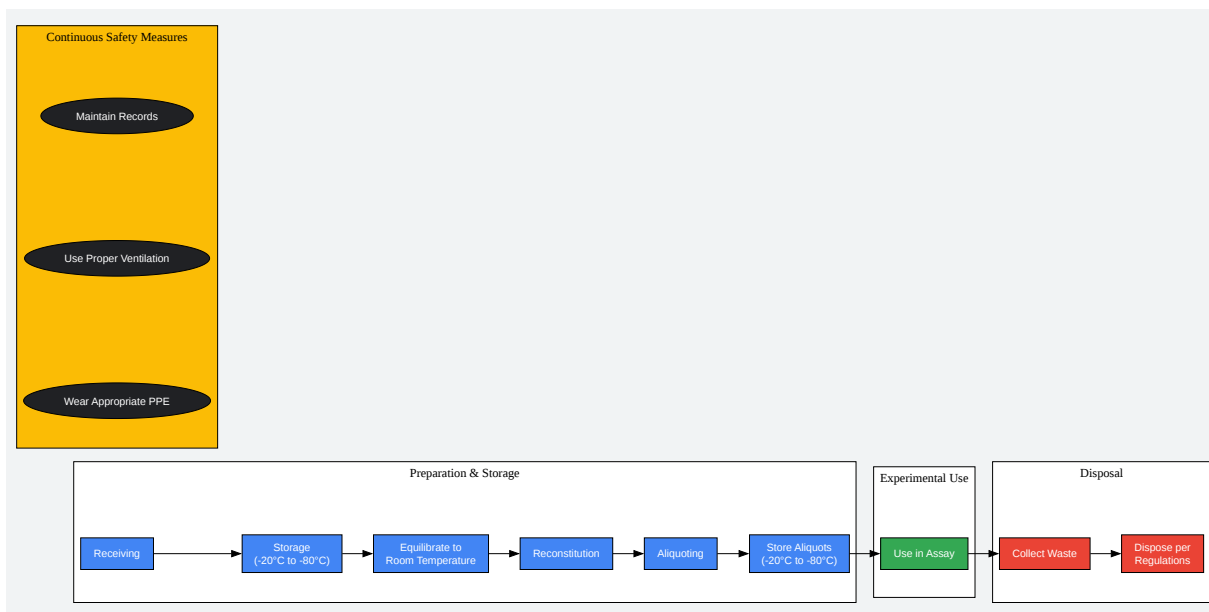 Continuous Safety Measures
Maintain Records
Use Proper Ventilation
Wear Appropriate PPE
Preparation & Storage
Receiving
Storage
(-20°C to -80°C)
Equilibrate to
Room Temperature
Reconstitution
Aliquoting
Store Aliquots
(-20°C to -80°C)
Experimental Use
Use in Assay
Disposal
Collect Waste
Dispose per
Regulations